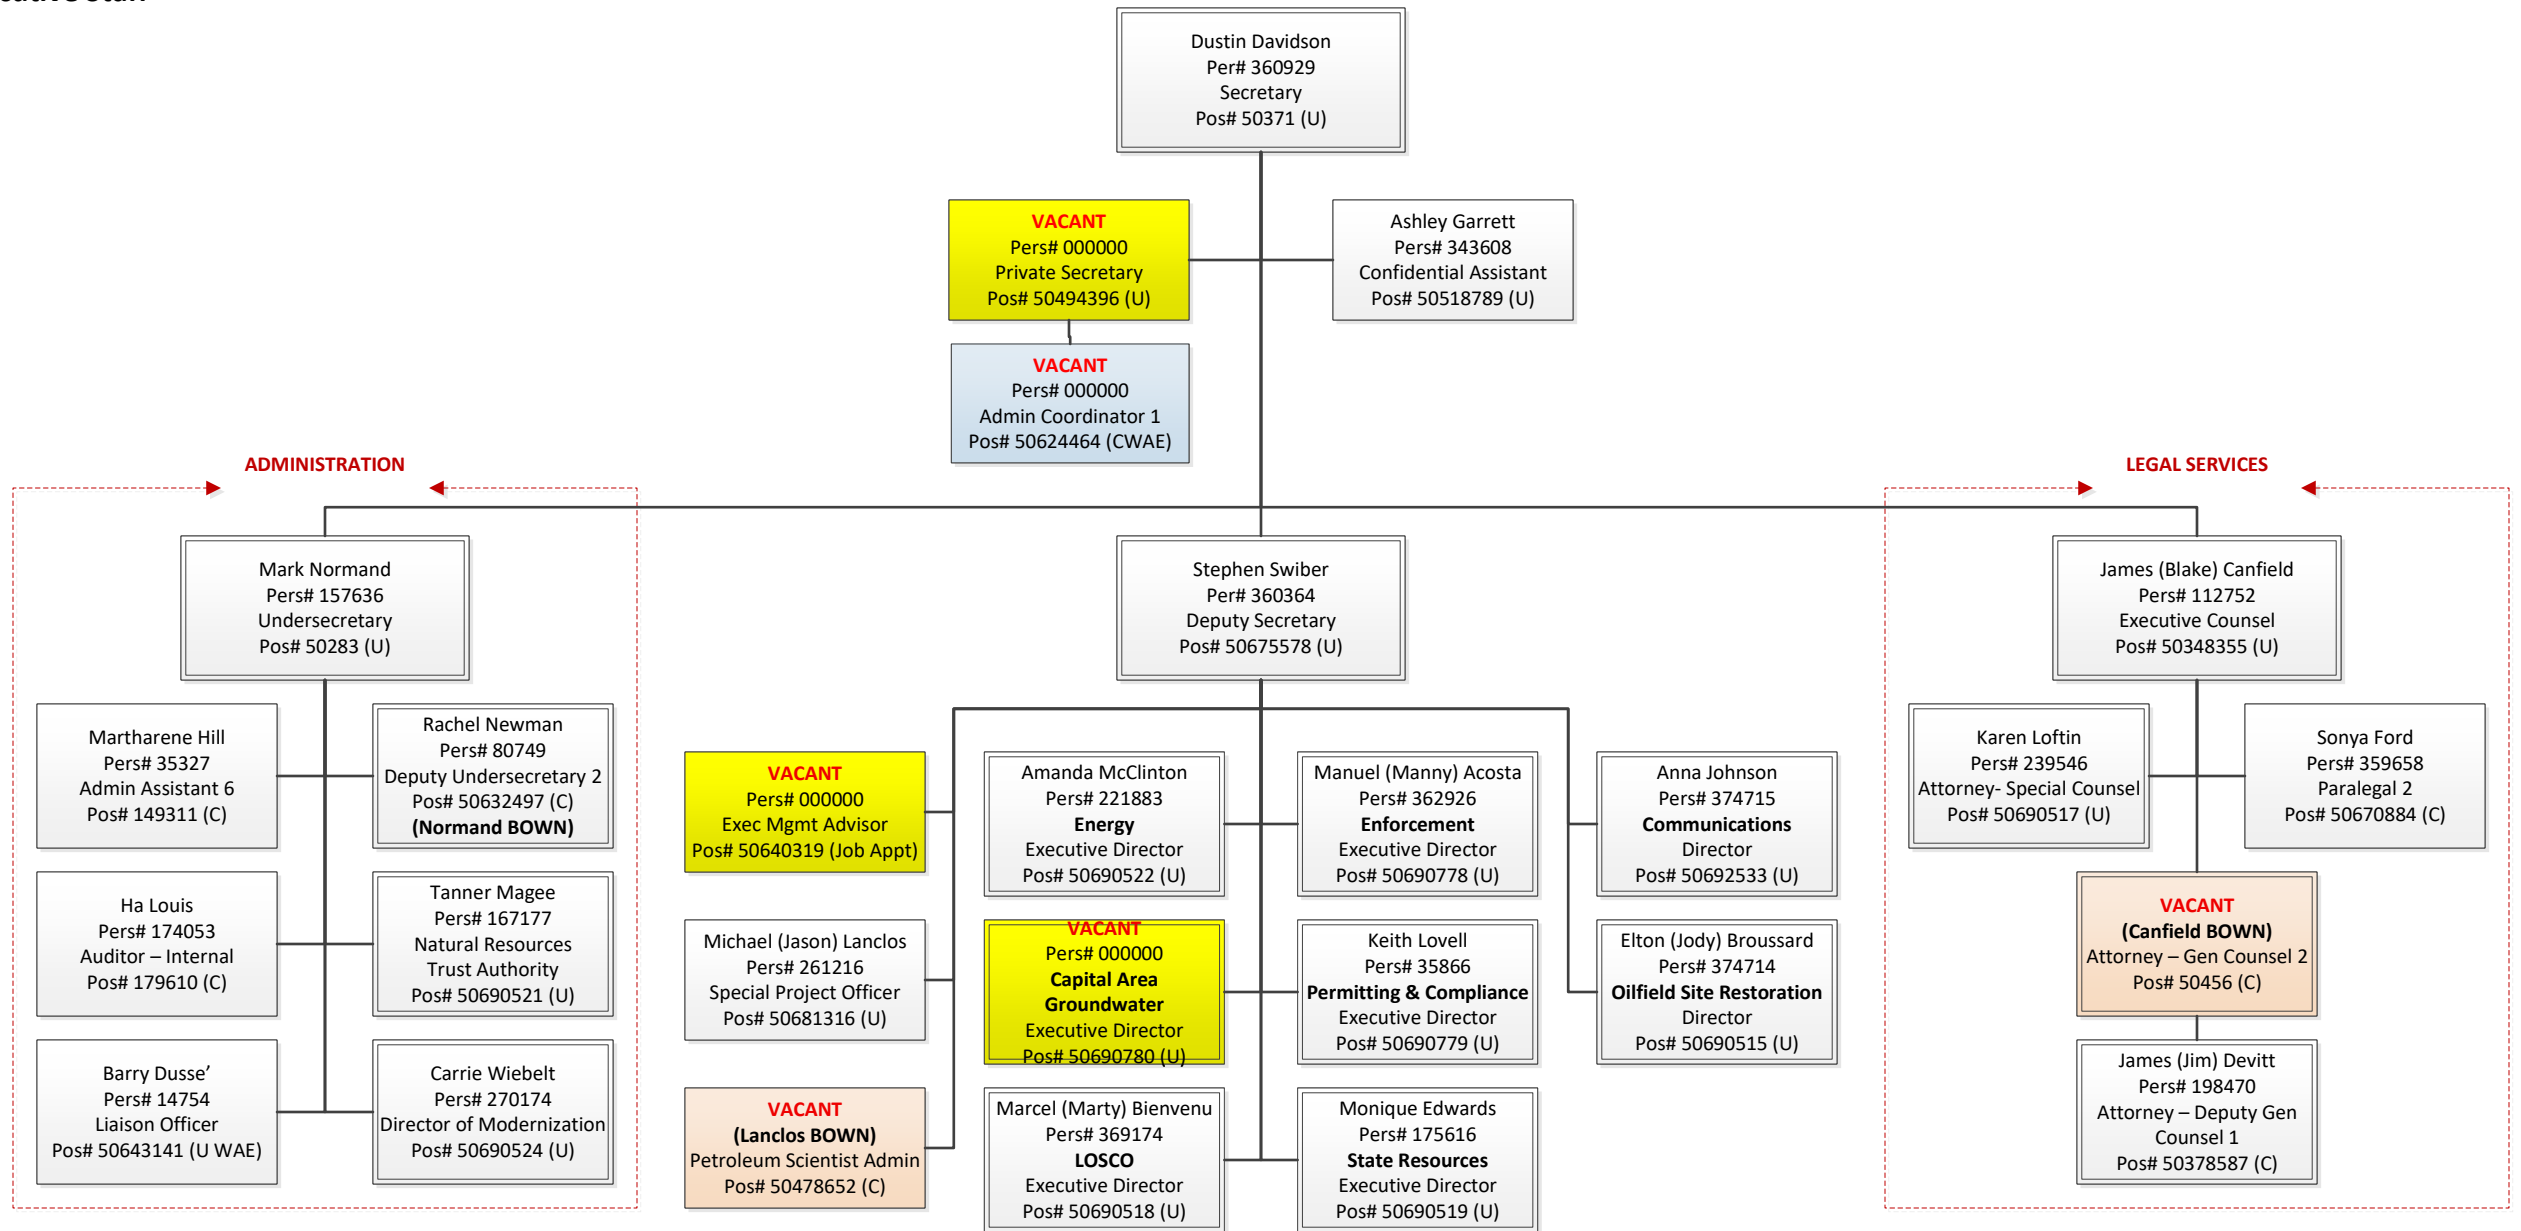 Dustin Davidson
Per# 360929
Secretary
Pos# 50371 (U)
VACANT
Pers# 000000
Private Secretary
Pos# 50494396 (U)
Ashley Garrett
Pers# 343608
Confidential Assistant
Pos# 50518789 (U)
VACANT
Pers# 000000
Admin Coordinator 1
Pos# 50624464 (CWAE)
ADMINISTRATION
LEGAL SERVICES
Mark Normand
Pers# 157636
Undersecretary
Pos# 50283 (U)
Stephen Swiber
Per# 360364
Deputy Secretary
Pos# 50675578 (U)
James (Blake) Canfield
Pers# 112752
Executive Counsel
Pos# 50348355 (U)
Martharene Hill
Pers# 35327
Admin Assistant 6
Pos# 149311 (C)
Rachel Newman
Pers# 80749
Deputy Undersecretary 2
Pos# 50632497 (C)
(Normand BOWN)
Ha Louis
Pers# 174053
Auditor – Internal
Pos# 179610 (C)
Tanner Magee
Pers# 167177
Natural Resources
Trust Authority
Pos# 50690521 (U)
Barry Dusse’
Pers# 14754
Liaison Officer
Pos# 50643141 (U WAE)
Carrie Wiebelt
Pers# 270174
Director of Modernization
Pos# 50690524 (U)
VACANT
Pers# 000000
Exec Mgmt Advisor
Pos# 50640319 (Job Appt)
Amanda McClinton
Pers# 221883
Energy
Executive Director
Pos# 50690522 (U)
Manuel (Manny) Acosta
Pers# 362926
Enforcement
Executive Director
Pos# 50690778 (U)
Anna Johnson
Pers# 374715
Communications
Director
Pos# 50692533 (U)
Michael (Jason) Lanclos
Pers# 261216
Special Project Officer
Pos# 50681316 (U)
VACANT
Pers# 000000
Capital Area
Groundwater
Executive Director
Pos# 50690780 (U)
Keith Lovell
Pers# 35866
Permitting & Compliance
Executive Director
Pos# 50690779 (U)
Elton (Jody) Broussard
Pers# 374714
Oilfield Site Restoration
Director
Pos# 50690515 (U)
VACANT
(Lanclos BOWN)
Petroleum Scientist Admin
Pos# 50478652 (C)
Marcel (Marty) Bienvenu
Pers# 369174
LOSCO
Executive Director
Pos# 50690518 (U)
Monique Edwards
Pers# 175616
State Resources
Executive Director
Pos# 50690519 (U)
Karen Loftin
Pers# 239546
Attorney- Special Counsel
Pos# 50690517 (U)
Sonya Ford
Pers# 359658
Paralegal 2
Pos# 50670884 (C)
VACANT
(Canfield BOWN)
Attorney – Gen Counsel 2
Pos# 50456 (C)
James (Jim) Devitt
Pers# 198470
Attorney – Deputy Gen
Counsel 1
Pos# 50378587 (C)